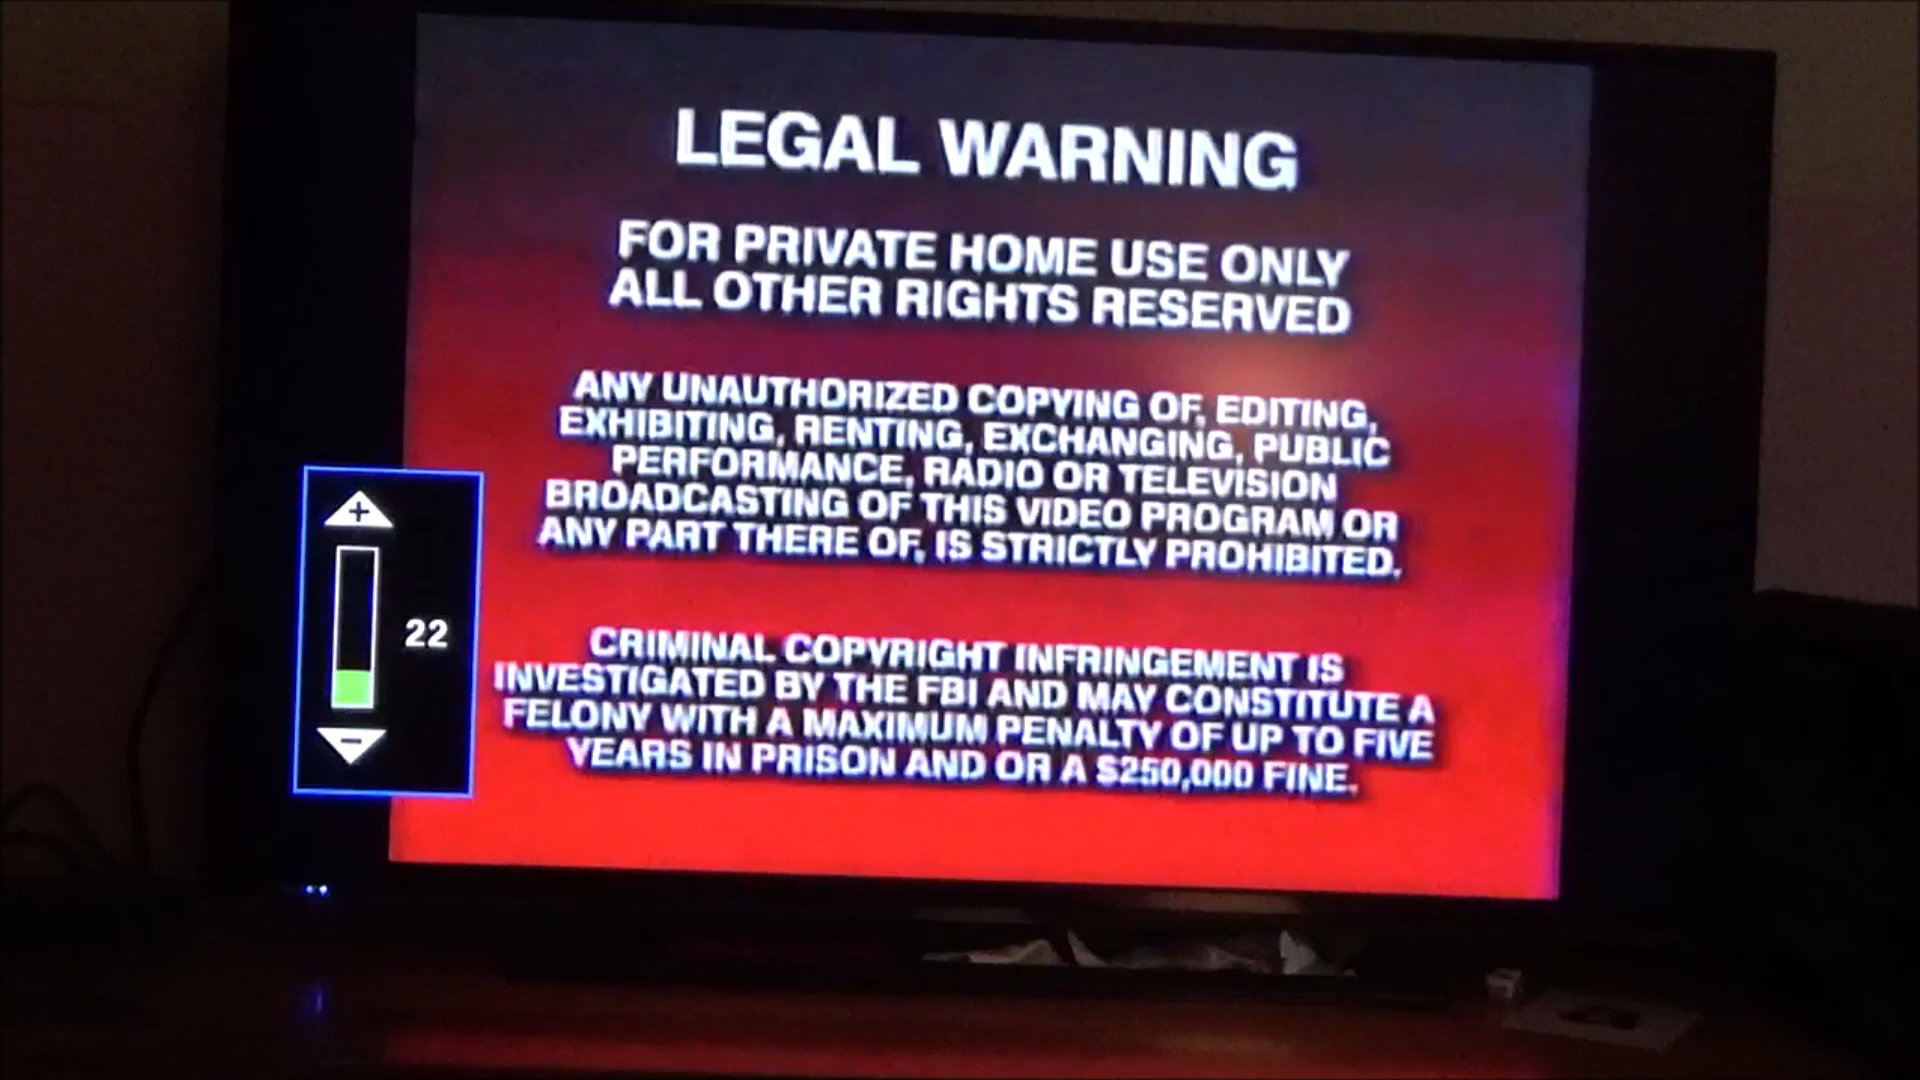 LEGAL WARNING
FOR PRIVATE HOME USE ONLY
ALL OTHER RIGHTS RESERVED
ANY UNAUTHORIZED COPYING OF, EDITING,
EXHIBITING, RENTING, EXCHANGING, PUBLIC
PERFORMANCE, RADIO OR TELEVISION
BROADCASTING OF THIS VIDEO PROGRAM OR
ANY PART THERE OF, IS STRICTLY PROHIBITED.
+
22
-
CRIMINAL COPYRIGHT INFRINGEMENT IS
INVESTIGATED BY THE FBI AND MAY CONSTITUTE A
FELONY WITH A MAXIMUM PENALTY OF UP TO FIVE
YEARS IN PRISON AND OR A $250,000 FINE.